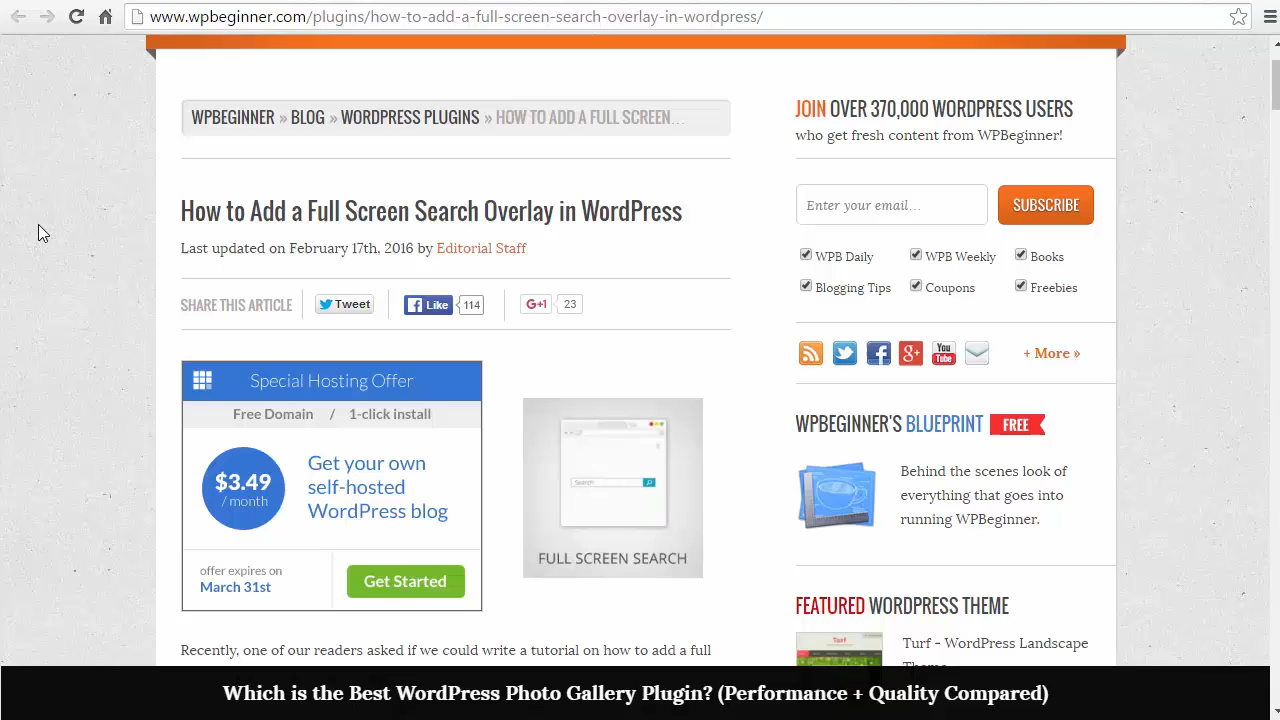 www.wpbeginner.com/plugins/how-to-add-a-full-screen-search-overlay-in-wordpress/
WPBEGINNER » BLOG » WORDPRESS PLUGINS » HOW TO ADD A FULL SCREEN...
How to Add a Full Screen Search Overlay in WordPress
Last updated on February 17th, 2016 by Editorial Staff
SHARE THIS ARTICLE
Tweet
Like
114
G+1
23
Special Hosting Offer
Free Domain / 1-click install
$3.49
/ month
Get your own
self-hosted
WordPress blog
offer expires on
March 31st
Get Started
Search
FULL SCREEN SEARCH
Recently, one of our readers asked if we could write a tutorial on how to add a full
JOIN OVER 370,000 WORDPRESS USERS
who get fresh content from WPBeginner!
Enter your email...
SUBSCRIBE
WPB Daily
WPB Weekly
Books
Blogging Tips
Coupons
Freebies
g+
You
Tube
+ More »
WPBEGINNER'S BLUEPRINT FREE
Behind the scenes look of
everything that goes into
running WPBeginner.
FEATURED WORDPRESS THEME
Turf
Turf - WordPress Landscape
Theme
Which is the Best WordPress Photo Gallery Plugin? (Performance + Quality Compared)